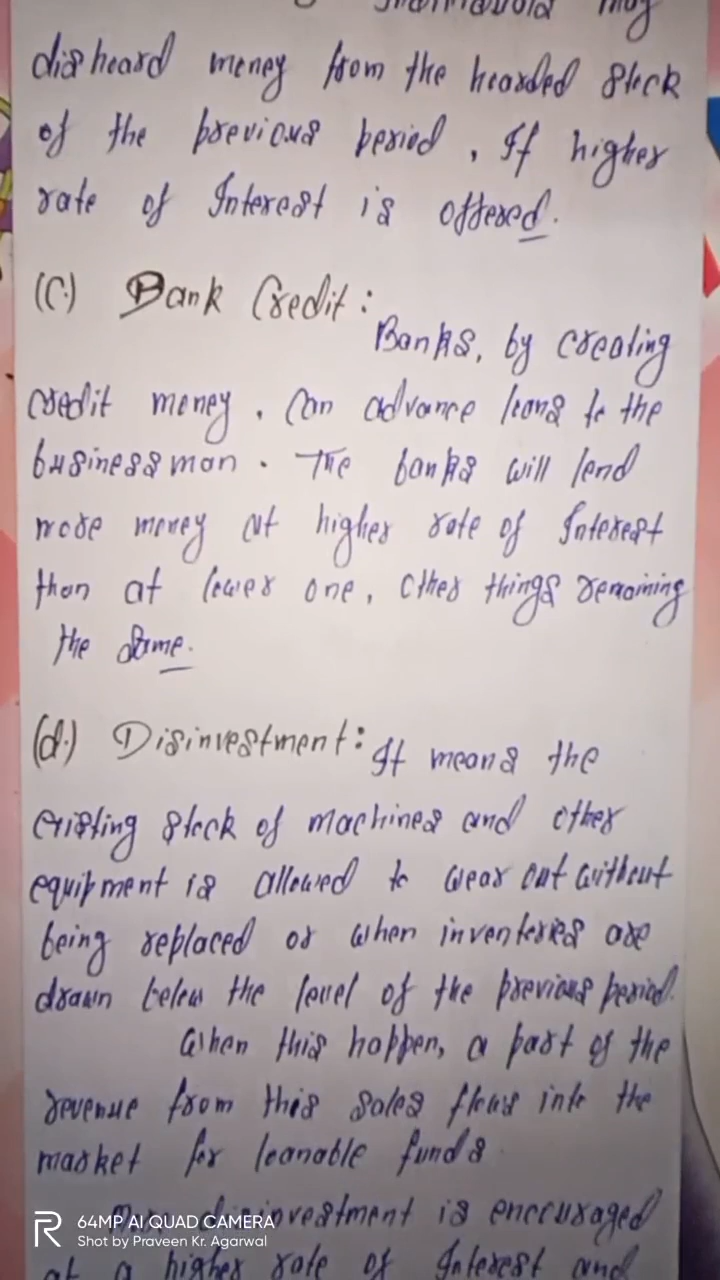 Individuals may
dishoard money from the hoarded stock
of the previous period, If higher
rate of Interest is offered.
(C.) Bank Credit:
Banks, by creating
credit money, can advance loans to the
businessman. The banks will lend
more money at higher rate of Interest
than at lower one, other things remaining
the same.
(d.) Disinvestment: It means the
existing stock of machines and other
equipment is allowed to wear out without
being replaced or when inventories are
drawn below the level of the previous period.
When this happen, a part of the
revenue from this sales flows into the
market for loanable funds
disinvestment is encouraged
at a higher rate of Interest and
64MP AI QUAD CAMERA
Shot by Praveen Kr. Agarwal